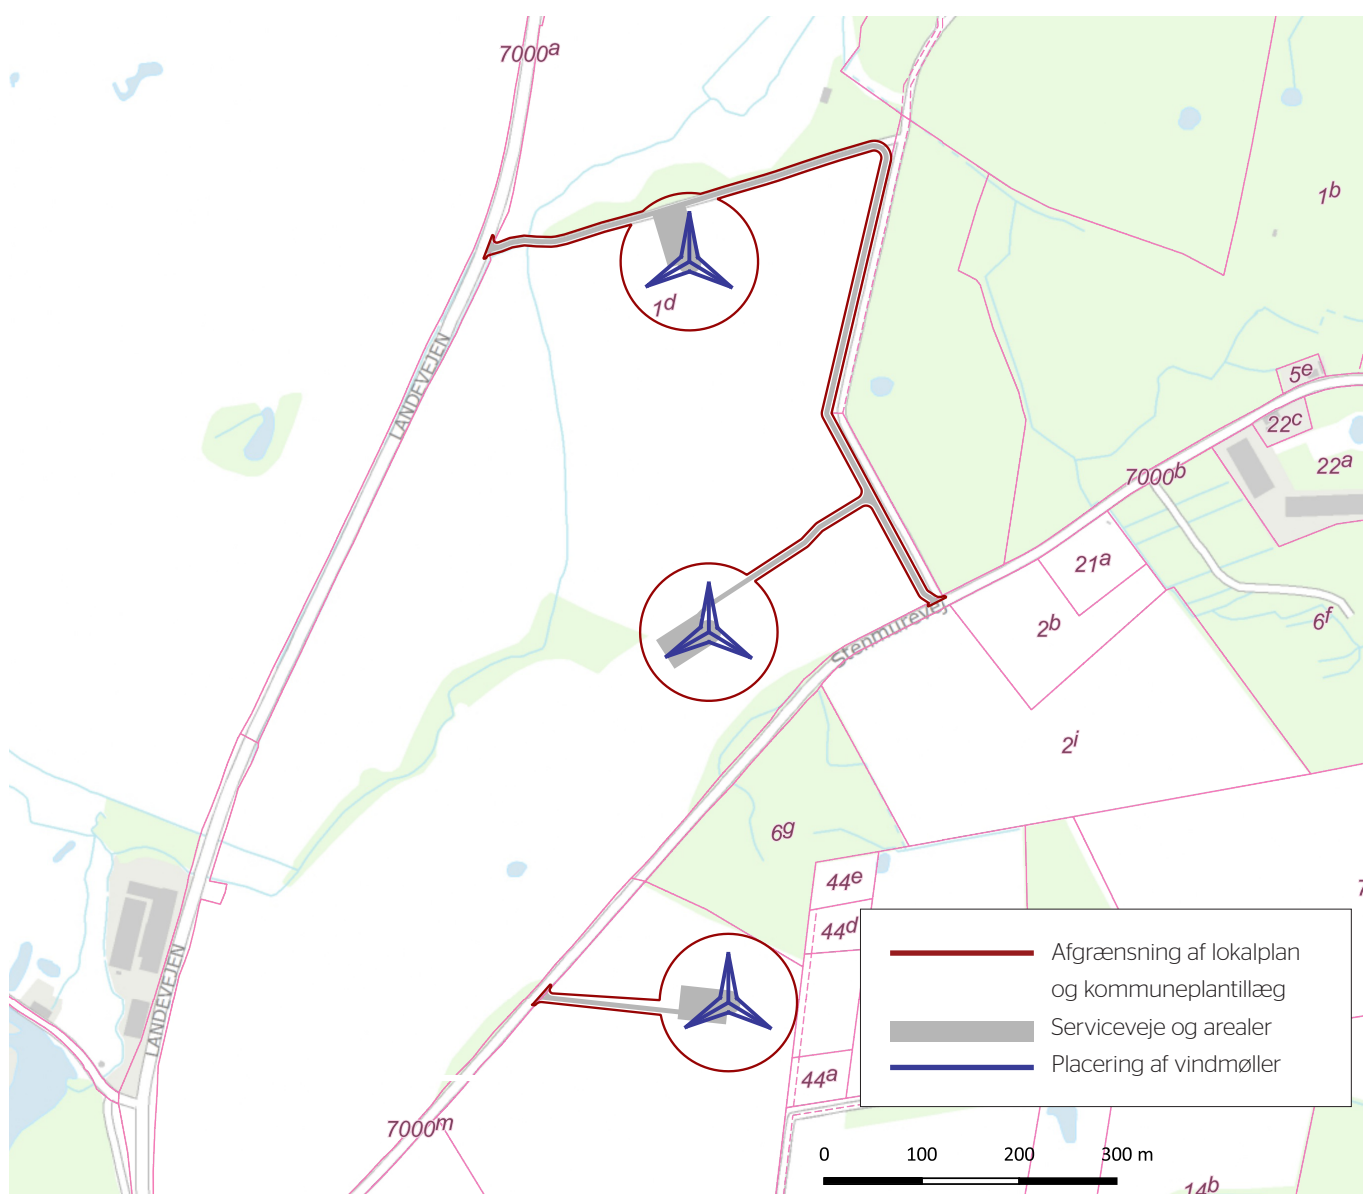 7000a
1b
1d
LANDEVEJEN
5e
22c
22a
7000b
21a
2b
6f
Stenmurevej
2i
6g
44e
44d
Afgrænsning af lokalplan
og kommuneplantillæg
Serviceveje og arealer
Placering af vindmøller
LANDEVEJEN
44a
7000m
0 100 200 300 m
14b